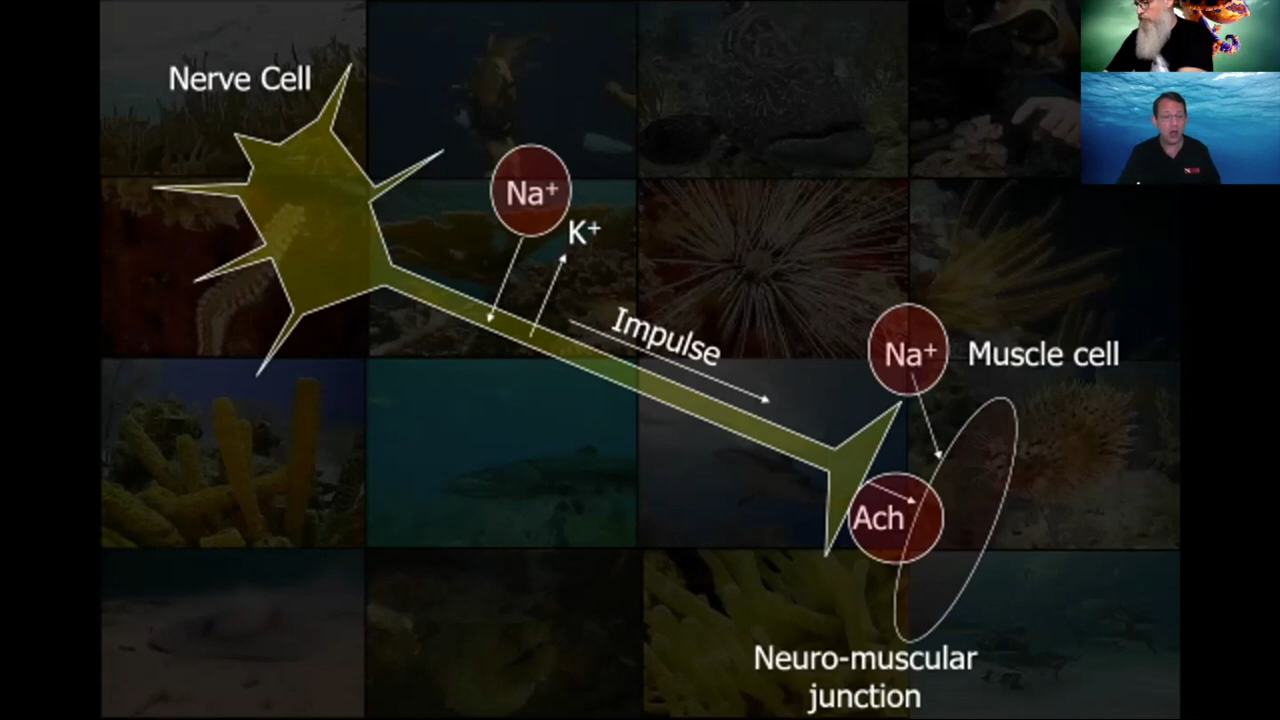 Nerve Cell
Na⁺
K⁺
Impulse
Na⁺
Muscle cell
Ach
Neuro-muscular
junction